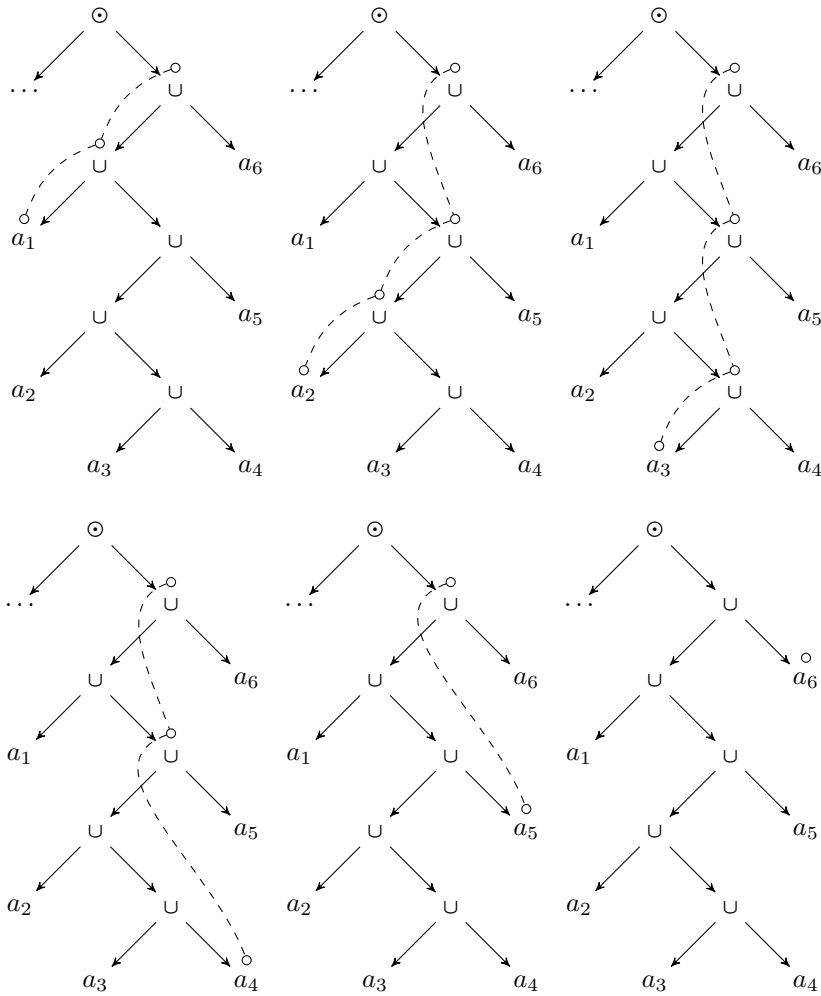 ⊙ ⊙ ⊙
⋯ ∪ ⋯ ∪ ⋯ ∪
∪ a₆ ∪ a₆ ∪ a₆
a₁ ∪ a₁ ∪ a₁ ∪
∪ a₅ ∪ a₅ ∪ a₅
a₂ ∪ a₂ ∪ a₂ ∪
a₃ a₄ a₃ a₄ a₃ a₄
⊙ ⊙ ⊙
⋯ ∪ ⋯ ∪ ⋯ ∪
∪ a₆ ∪ a₆ ∪ a₆
a₁ ∪ a₁ ∪ a₁ ∪
∪ a₅ ∪ a₅ ∪ a₅
a₂ ∪ a₂ ∪ a₂ ∪
a₃ a₄ a₃ a₄ a₃ a₄